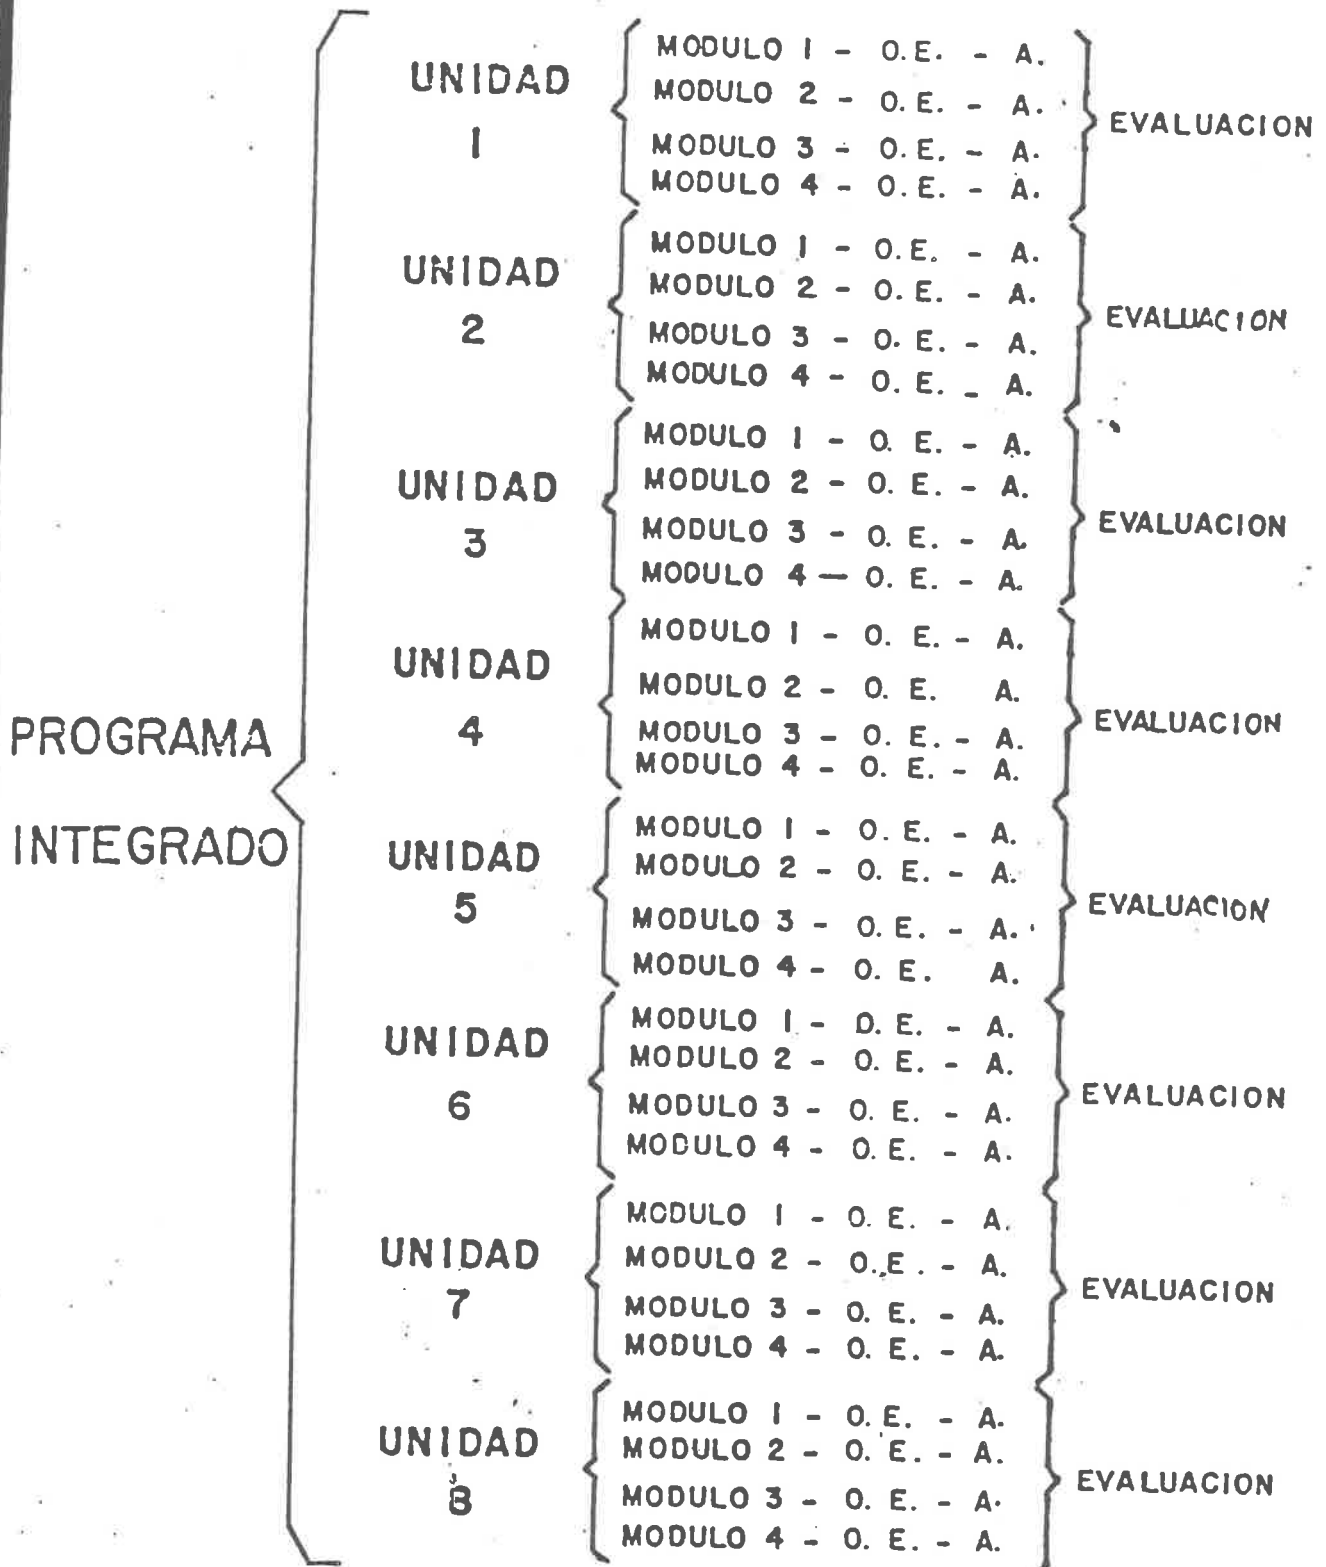 PROGRAMA
INTEGRADO
UNIDAD
1
MODULO 1 - O.E. - A.
MODULO 2 - O.E. - A.
MODULO 3 - O.E. - A.
MODULO 4 - O.E. - A.
EVALUACION
UNIDAD
2
MODULO 1 - O.E. - A.
MODULO 2 - O.E. - A.
MODULO 3 - O.E. - A.
MODULO 4 - O.E. - A.
EVALUACION
UNIDAD
3
MODULO 1 - O.E. - A.
MODULO 2 - O.E. - A.
MODULO 3 - O.E. - A.
MODULO 4 — O.E. - A.
EVALUACION
UNIDAD
4
MODULO 1 - O.E. - A.
MODULO 2 - O.E. A.
MODULO 3 - O.E. - A.
MODULO 4 - O.E. - A.
EVALUACION
UNIDAD
5
MODULO 1 - O.E. - A.
MODULO 2 - O.E. - A.
MODULO 3 - O.E. - A.
MODULO 4 - O.E. A.
EVALUACION
UNIDAD
6
MODULO 1 - O.E. - A.
MODULO 2 - O.E. - A.
MODULO 3 - O.E. - A.
MODULO 4 - O.E. - A.
EVALUACION
UNIDAD
7
MODULO 1 - O.E. - A.
MODULO 2 - O.E. - A.
MODULO 3 - O.E. - A.
MODULO 4 - O.E. - A.
EVALUACION
UNIDAD
8
MODULO 1 - O.E. - A.
MODULO 2 - O.E. - A.
MODULO 3 - O.E. - A.
MODULO 4 - O.E. - A.
EVALUACION